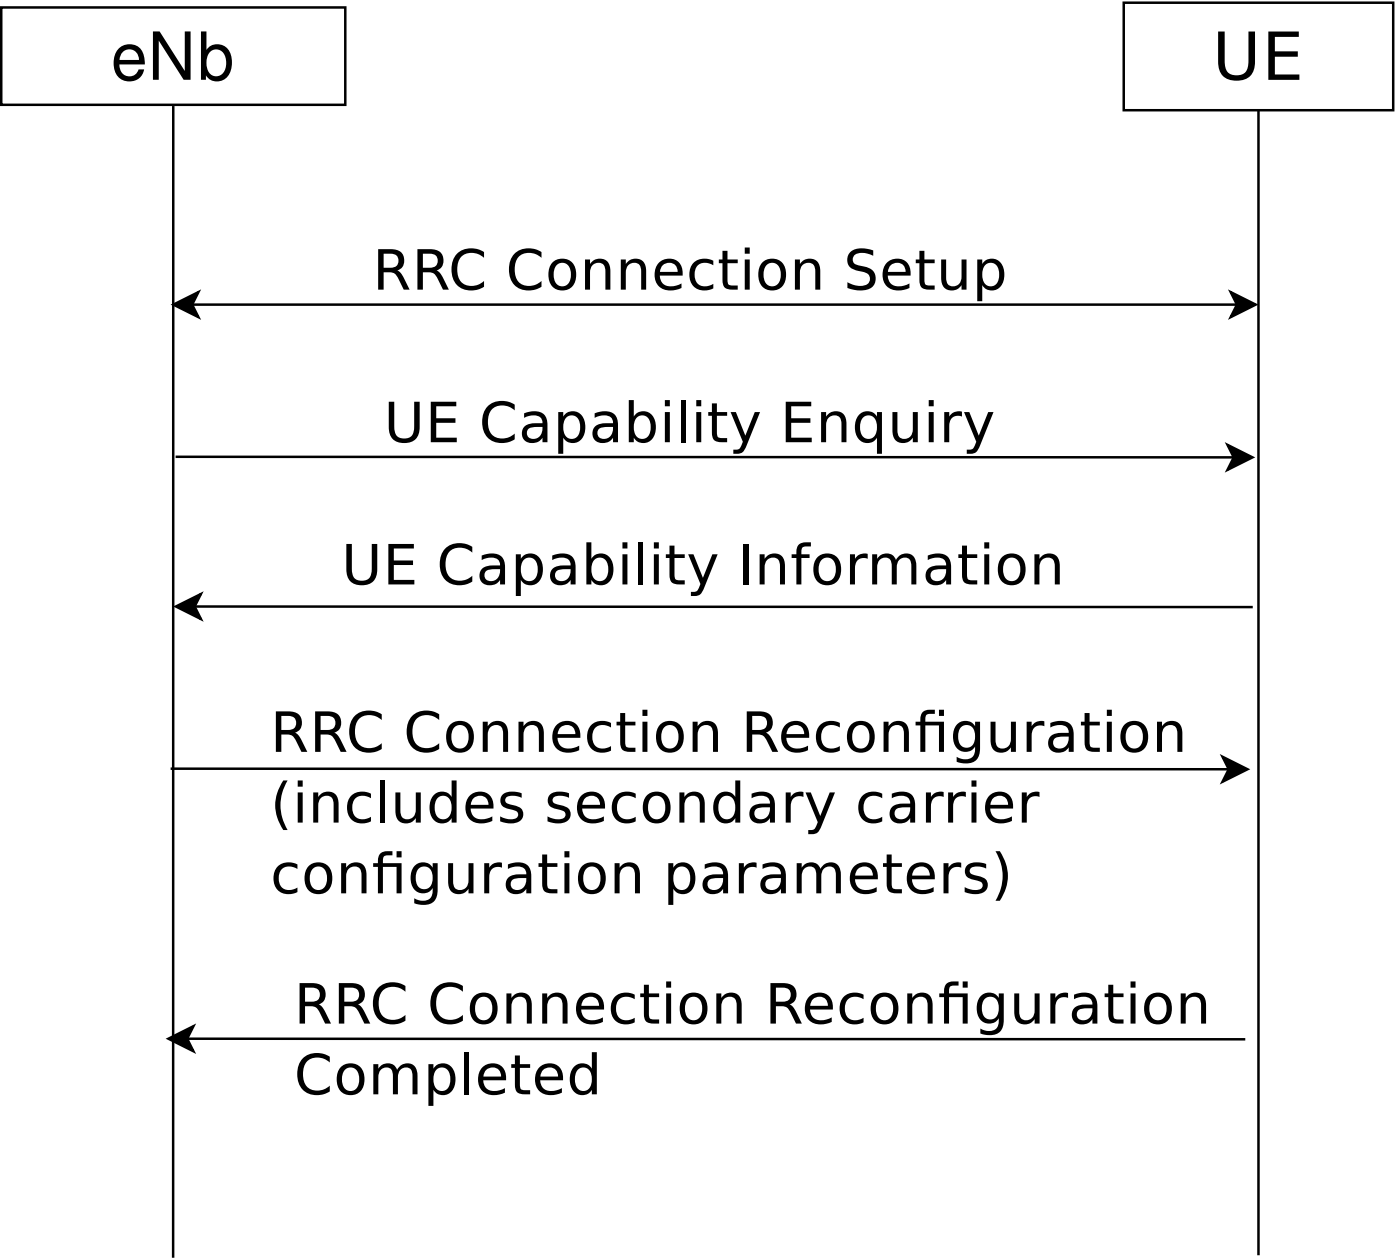 eNb
UE
RRC Connection Setup
UE Capability Enquiry
UE Capability Information
RRC Connection Reconfiguration
(includes secondary carrier
configuration parameters)
RRC Connection Reconfiguration
Completed